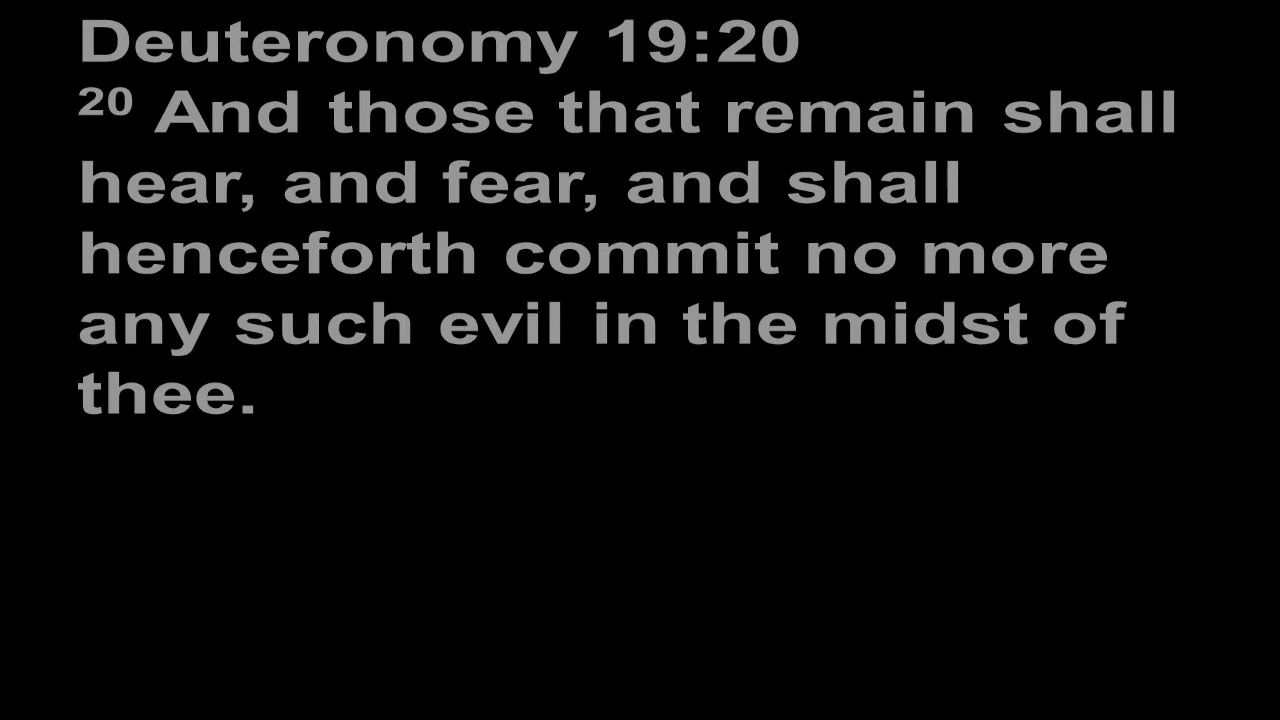 Deuteronomy 19:20
20 And those that remain shall
hear, and fear, and shall
henceforth commit no more
any such evil in the midst of
thee.